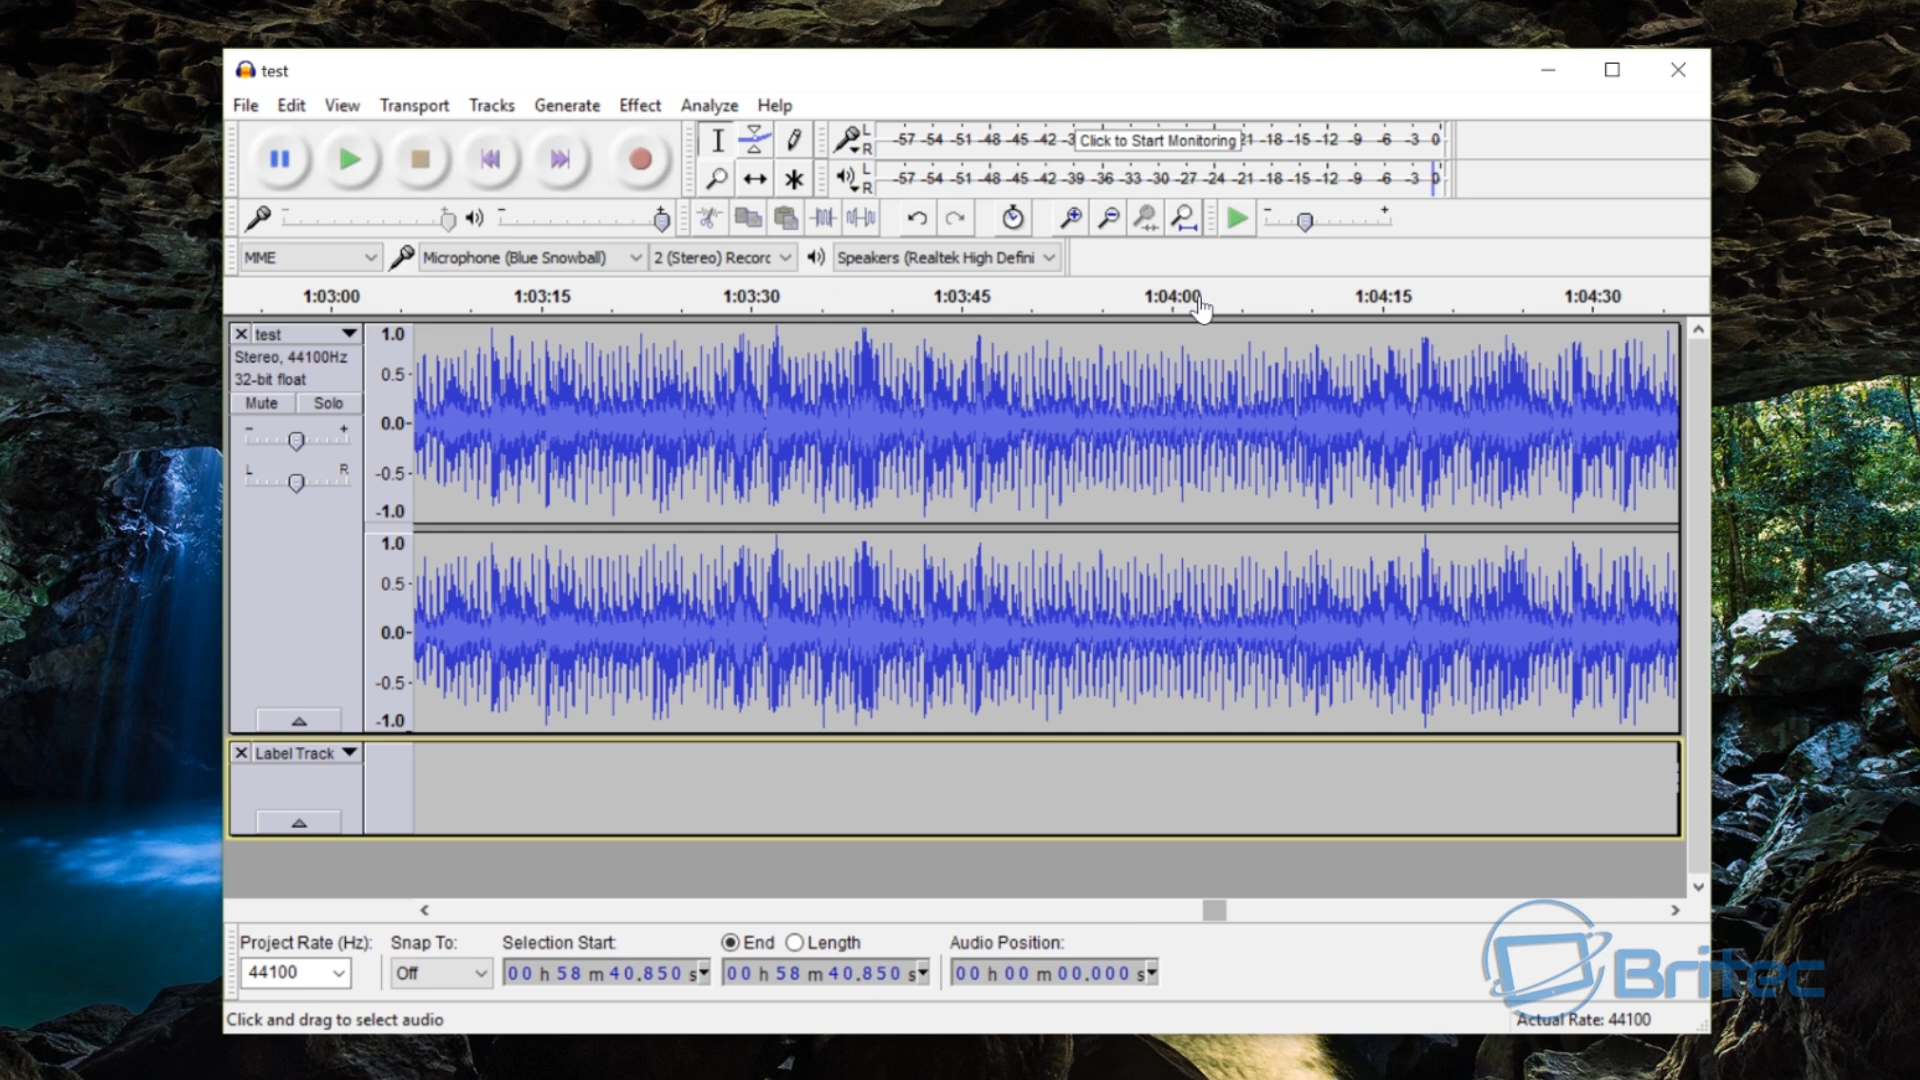 test
File Edit View Transport Tracks Generate Effect Analyze Help
L R -57 -54 -51 -48 -45 -42 -3 Click to Start Monitoring 21 -18 -15 -12 -9 -6 -3 0
L R -57 -54 -51 -48 -45 -42 -39 -36 -33 -30 -27 -24 -21 -18 -15 -12 -9 -6 -3 0
- + - + - +
MME Microphone (Blue Snowball) 2 (Stereo) Recorc Speakers (Realtek High Defini
1:03:00 1:03:15 1:03:30 1:03:45 1:04:00 1:04:15 1:04:30
test
Stereo, 44100Hz
32-bit float
Mute Solo
- +
L R
1.0
0.5
0.0
-0.5
-1.0
1.0
0.5
0.0
-0.5
-1.0
Label Track
Project Rate (Hz): Snap To: Selection Start: End Length Audio Position:
44100 Off 00 h 58 m 40.850 s 00 h 58 m 40.850 s 00 h 00 m 00.000 s
Britec
Click and drag to select audio Actual Rate: 44100